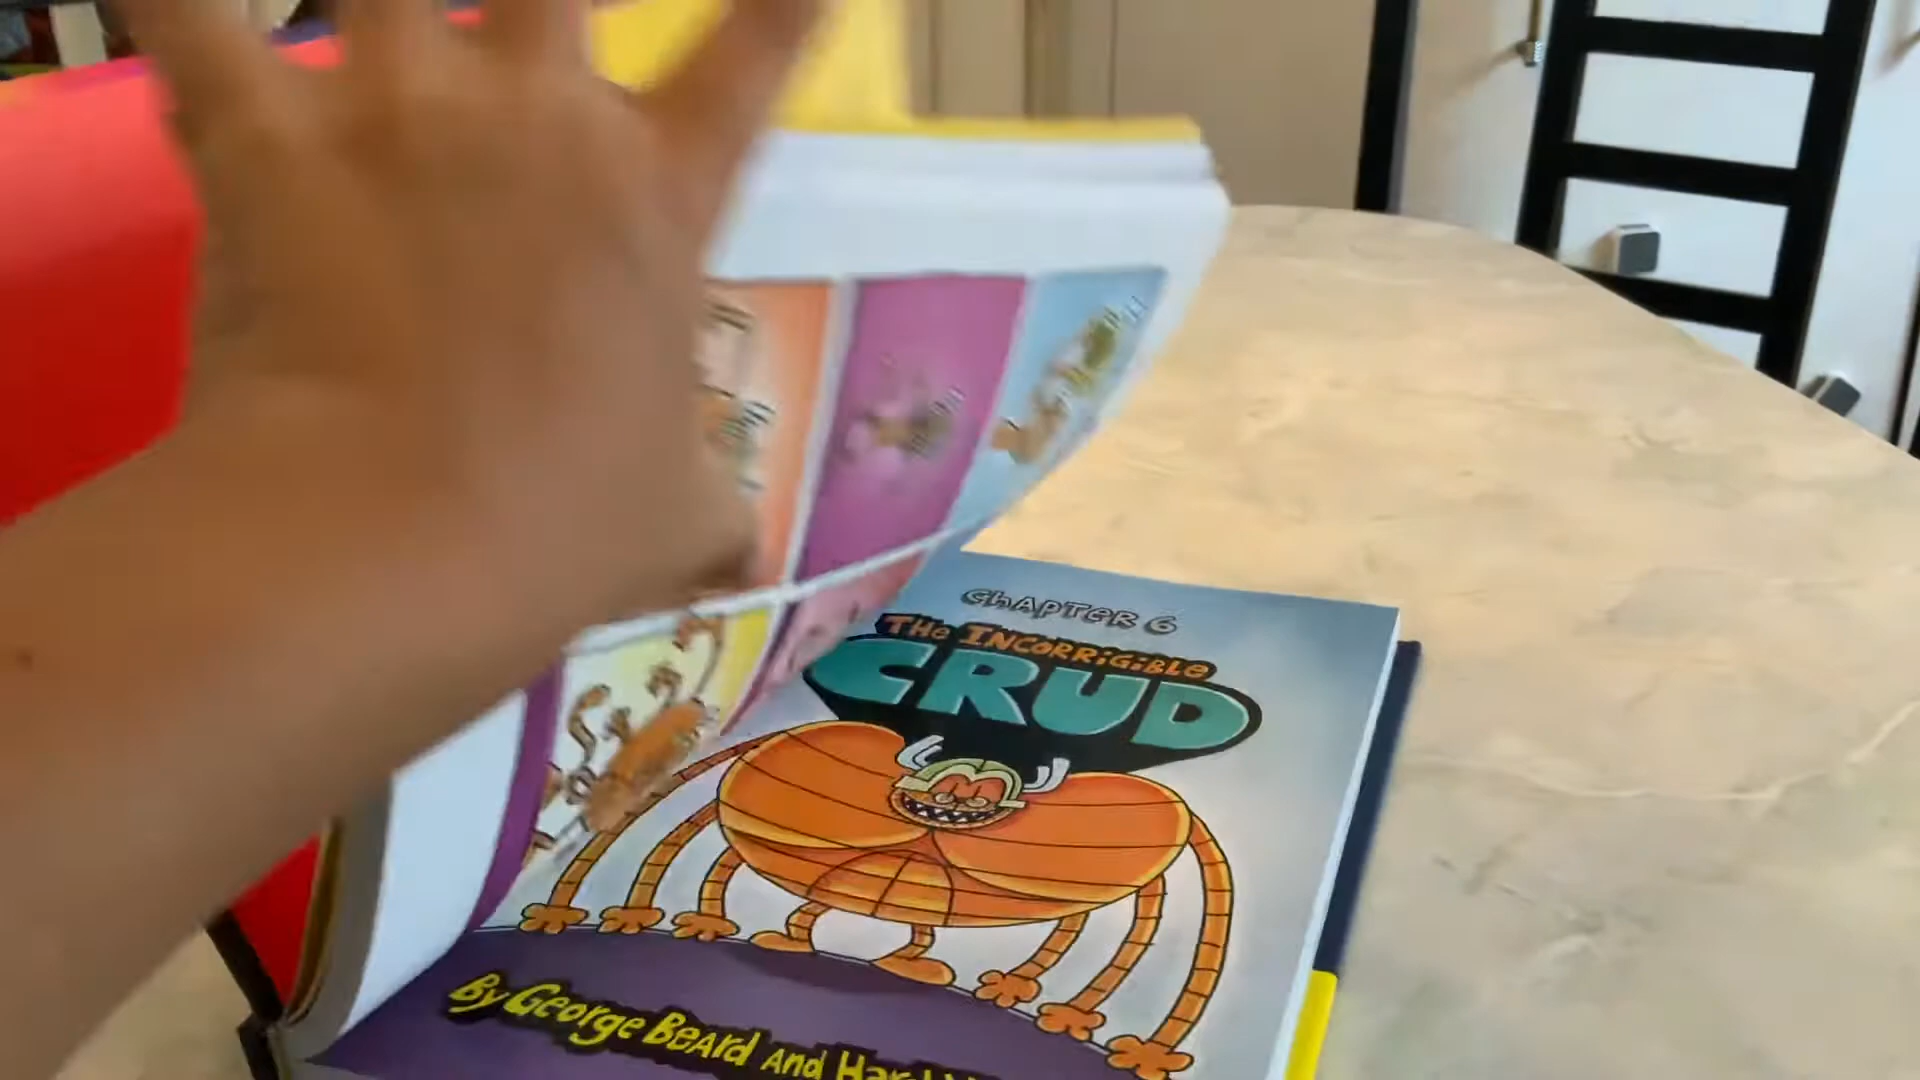 CHAPTER 6
THE INCORRIGIBLE
CRUD
By GEORGE BEARD AND